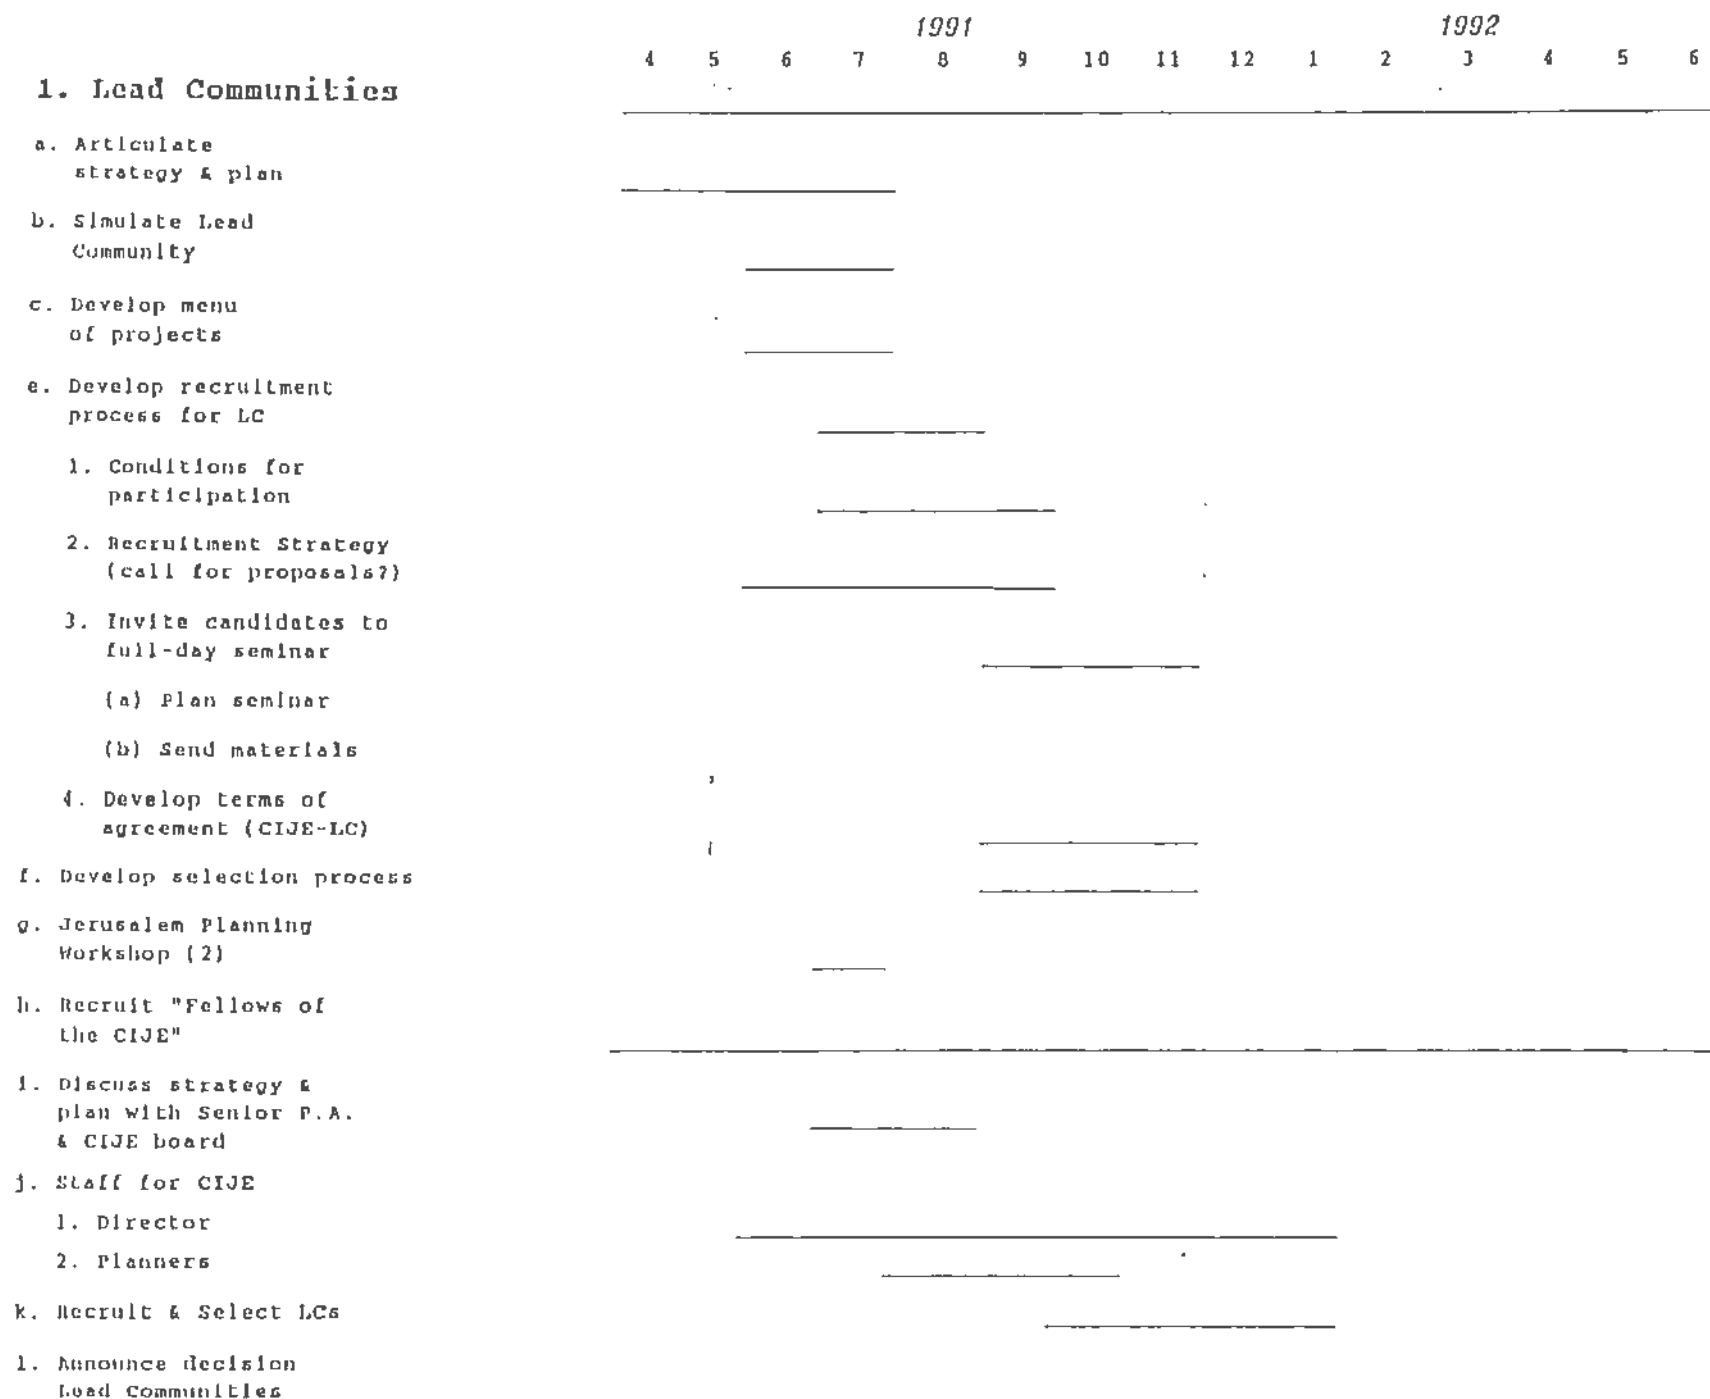 1991 1992
4 5 6 7 8 9 10 11 12 1 2 3 4 5 6
1. Lead Communities
a. Articulate
strategy & plan
b. Simulate Lead
Community
c. Develop menu
of projects
e. Develop recruitment
process for LC
1. Conditions for
participation
2. Recruitment Strategy
(call for proposals?)
3. Invite candidates to
full-day seminar
(a) Plan seminar
(b) Send materials
4. Develop terms of
agreement (CIJE-LC)
f. Develop selection process
g. Jerusalem Planning
Workshop (2)
h. Recruit "Fellows of
the CIJE"
i. Discuss strategy &
plan with Senior P.A.
& CIJE board
j. Staff for CIJE
1. Director
2. Planners
k. Recruit & Select LCs
l. Announce decision
Lead Communities